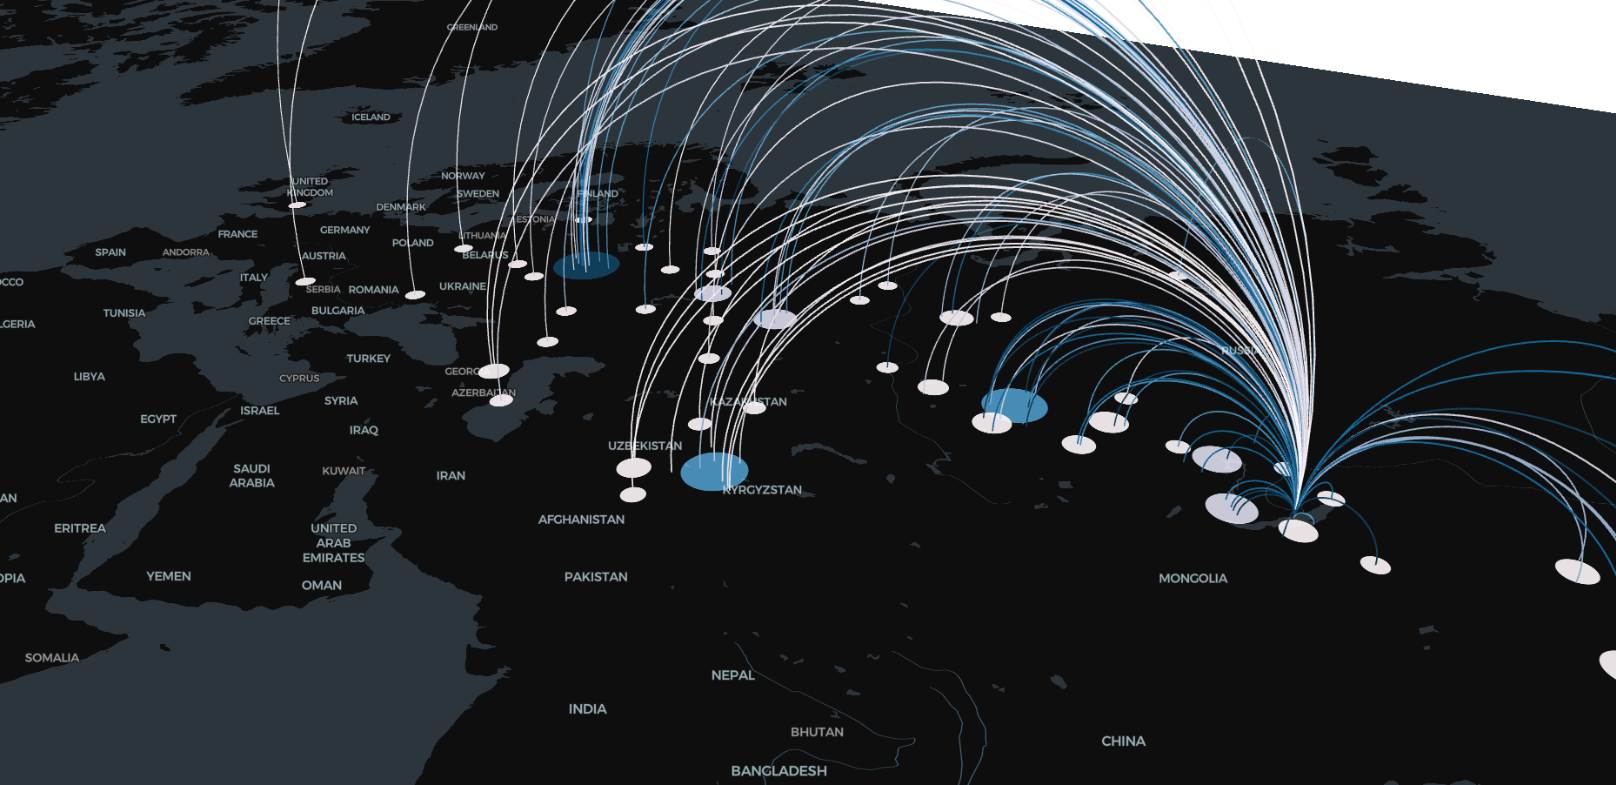 GREENLAND
ICELAND
UNITED
KINGDOM
NORWAY
SWEDEN
FINLAND
DENMARK
ESTONIA
FRANCE
GERMANY
LITHUANIA
POLAND
SPAIN
ANDORRA
AUSTRIA
BELARUS
OCCO
ITALY
SERBIA
ROMANIA
UKRAINE
TUNISIA
BULGARIA
LGERIA
GREECE
RUSSIA
TURKEY
GEORGIA
LIBYA
CYPRUS
AZERBAIJAN
SYRIA
KAZAKHSTAN
ISRAEL
EGYPT
IRAQ
UZBEKISTAN
SAUDI
ARABIA
KUWAIT
IRAN
KYRGYZSTAN
AN
ERITREA
UNITED
ARAB
EMIRATES
AFGHANISTAN
OPIA
YEMEN
OMAN
PAKISTAN
MONGOLIA
SOMALIA
NEPAL
INDIA
BHUTAN
CHINA
BANGLADESH